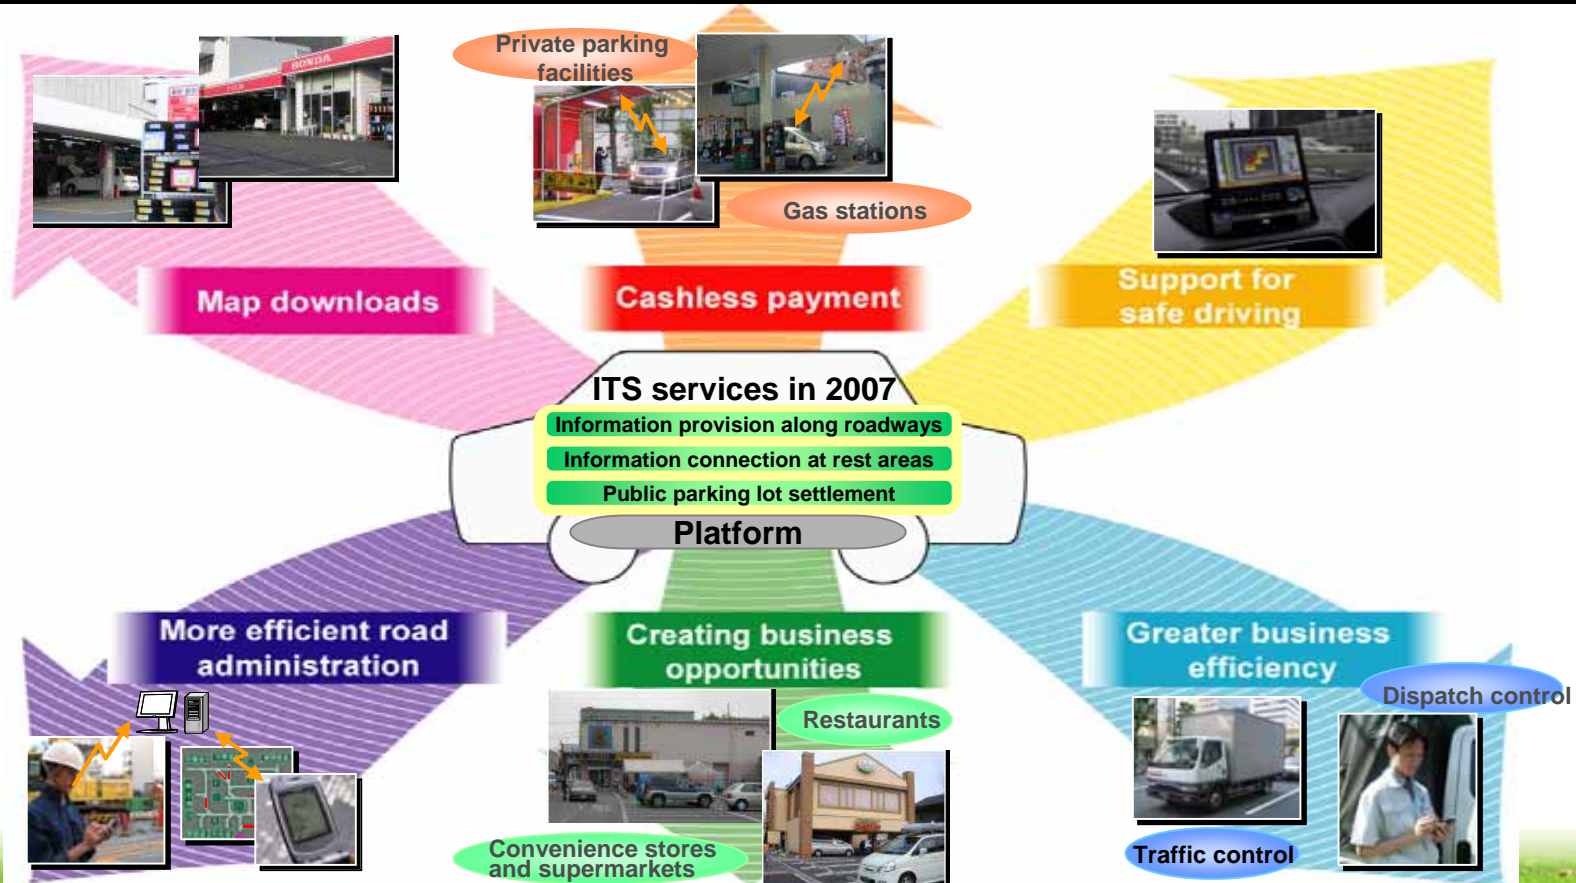 HONDA
Private parking
facilities
Gas stations
Map downloads
Cashless payment
Support for
safe driving
ITS services in 2007
Information provision along roadways
Information connection at rest areas
Public parking lot settlement
Platform
More efficient road
administration
Creating business
opportunities
Greater business
efficiency
Restaurants
Convenience stores
and supermarkets
Dispatch control
Traffic control